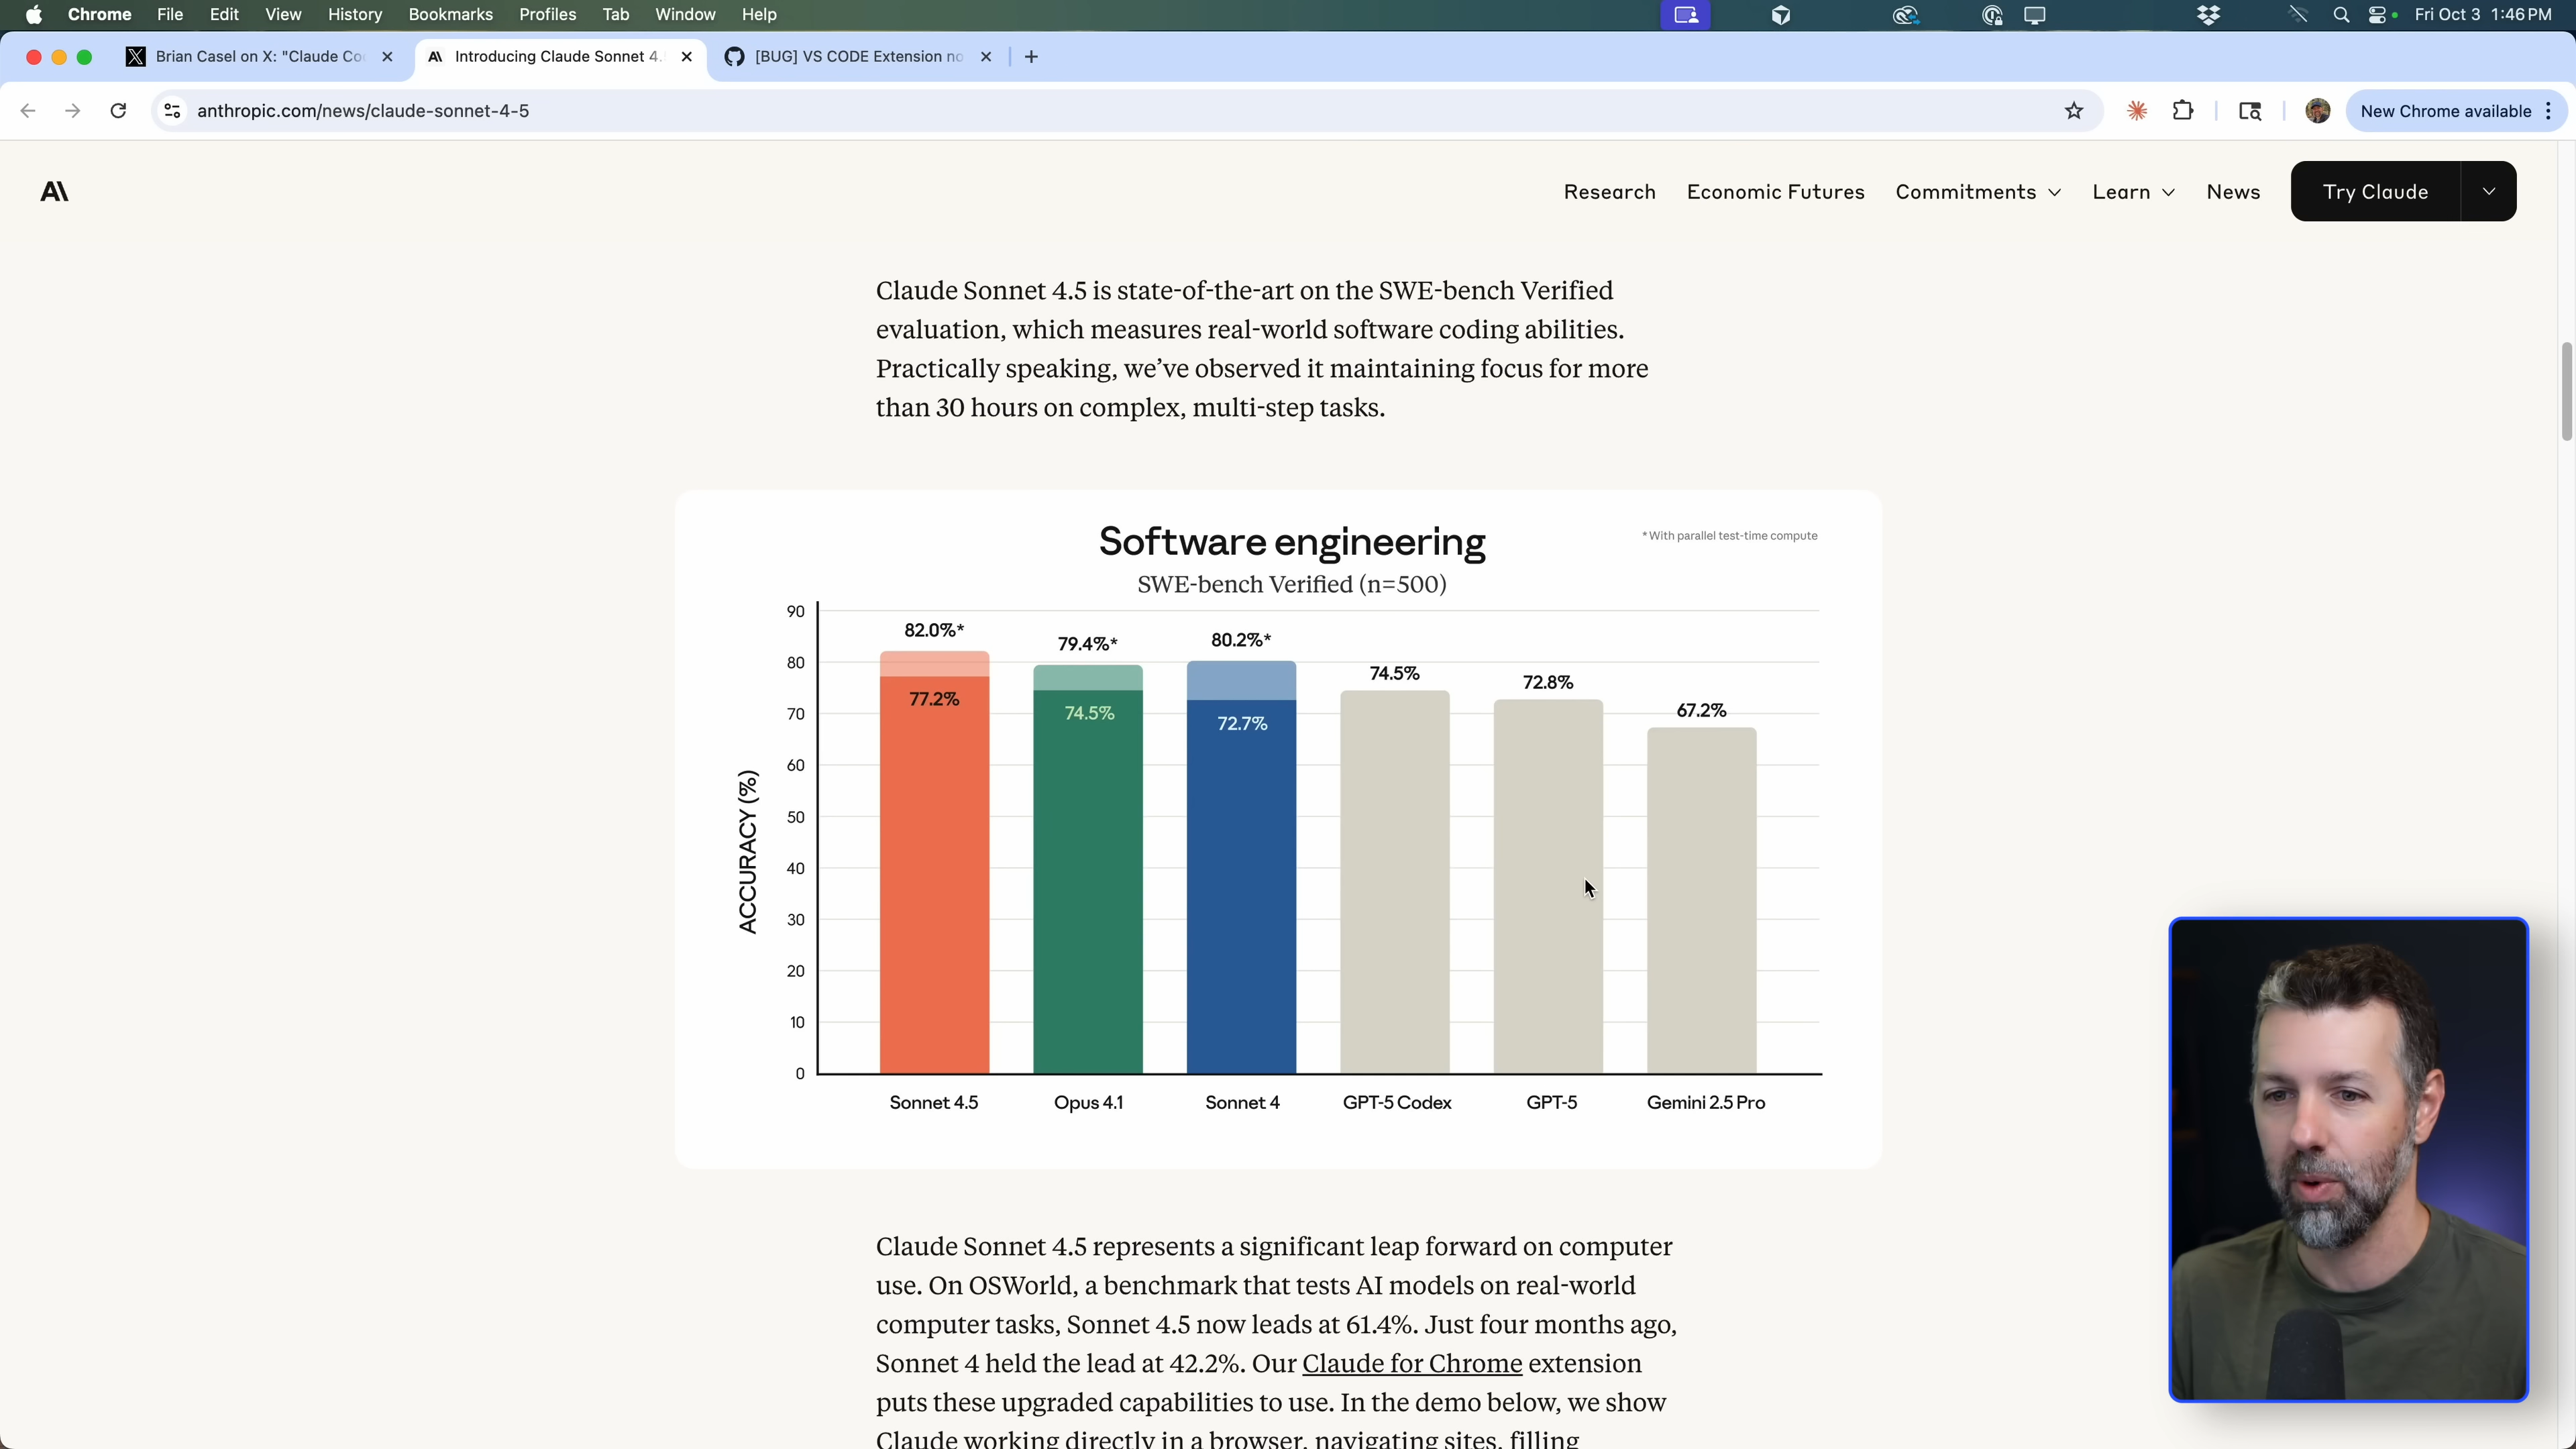 Chrome File Edit View History Bookmarks Profiles Tab Window Help Fri Oct 3 1:46 PM
Brian Casel on X: "Claude Co
Introducing Claude Sonnet 4.
[BUG] VS CODE Extension no
anthropic.com/news/claude-sonnet-4-5
New Chrome available
Research Economic Futures Commitments Learn News Try Claude
Claude Sonnet 4.5 is state-of-the-art on the SWE-bench Verified
evaluation, which measures real-world software coding abilities.
Practically speaking, we’ve observed it maintaining focus for more
than 30 hours on complex, multi-step tasks.
Software engineering
* With parallel test-time compute
SWE-bench Verified (n=500)
ACCURACY (%)
90
80
70
60
50
40
30
20
10
0
82.0%*
77.2%
79.4%*
74.5%
80.2%*
72.7%
74.5%
72.8%
67.2%
Sonnet 4.5 Opus 4.1 Sonnet 4 GPT-5 Codex GPT-5 Gemini 2.5 Pro
Claude Sonnet 4.5 represents a significant leap forward on computer
use. On OSWorld, a benchmark that tests AI models on real-world
computer tasks, Sonnet 4.5 now leads at 61.4%. Just four months ago,
Sonnet 4 held the lead at 42.2%. Our Claude for Chrome extension
puts these upgraded capabilities to use. In the demo below, we show
Claude working directly in a browser, navigating sites, filling